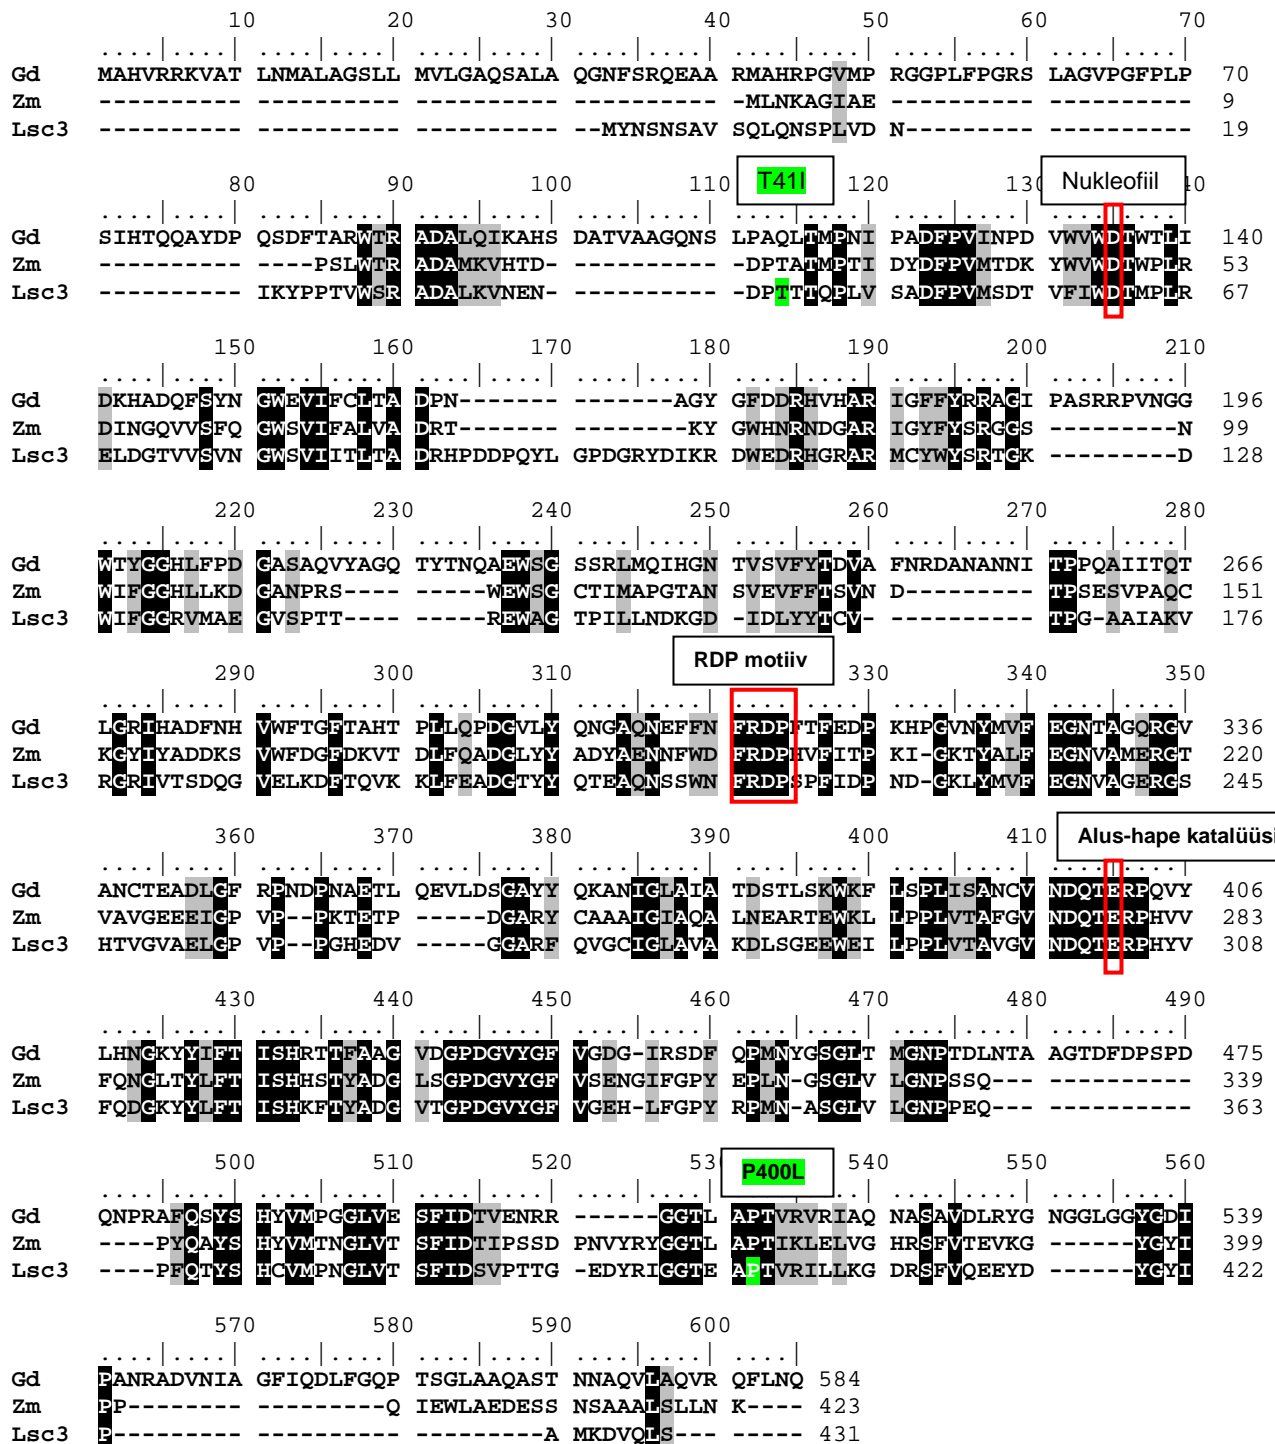 10 20 30 40 50 60 70
....|....| ....|....| ....|....| ....|....| ....|....| ....|....| ....|....|
Gd MAHVRRKVAT LNMALAGSLL MVLGAQSALA QGNFSRQEAA RMAHRPGVMP RGGPLFPGRS LAGVPGFPLP 70
Zm ---------- ---------- ---------- ---------- --MLNKAGIAE ---------- ---------- 9
Lsc3 ---------- ---------- ---------- --MYNSNSAV SQLQNSPLVD N--------- ---------- 19
80 90 100 110 T41I 120 130 Nukleofiil 40
....|....| ....|....| ....|....| ....|....| ....|....| ....|....| ....|....|
Gd SIHTQQAYDP QSDFTARWTR ADALQIKAHS DATVAAGQNS LPAQLTMPNI PADFPVINPD VWVWDTWTLI 140
Zm ---------- ----PSLWTR ADAMKVHTD- ---------- --DPTATMPTI DYDFPVMTDK YWVWDTWPLR 53
Lsc3 ---------- IKYPPTVWSR ADALKVNEN- ---------- --DPTTTQPLV SADFPVMSDT VFIWDTMPLR 67
150 160 170 180 190 200 210
....|....| ....|....| ....|....| ....|....| ....|....| ....|....| ....|....|
Gd DKHADQFSYN GWEVIFCLTA DPN------- -------AGY GFDDRHVHAR IGFFYRRAGI PASRRPVNGG 196
Zm DINGQVVSFQ GWSVIFALVA DRT------- --------KY GWHNRNDGAR IGYFYSRGGS ---------N 99
Lsc3 ELDGTVVSVN GWSVIITLTA DRHPDDPQYL GPDGRYDIKR DWEDRHGRAR MCYWYSRTGK ---------D 128
220 230 240 250 260 270 280
....|....| ....|....| ....|....| ....|....| ....|....| ....|....| ....|....|
Gd WTYGGHLFPD GASAQVYAGQ TYTNQAEWSG SSRLMQIHGN TVSVFYTDVA FNRDANANNI TPPQAIITQT 266
Zm WIFGGHLLKD GANPRS---- -----WEWSG CTIMAPGTAN SVEVFFTSVN D--------- TPSESVPAQC 151
Lsc3 WIFGGRVMAE GVSPTT---- -----REWAG TPILLNDKGD -IDLYYTCV- ---------- TPG-AAIAKV 176
290 300 310 RDP motiiv 330 340 350
....|....| ....|....| ....|....| ....|....| ....|....| ....|....| ....|....|
Gd LGRIHADFNH VWFTGFTAHT PLLQPDGVLY QNGAQNEFFN FRDPFTFEDP KHPGVNYMVF EGNTAGQRGV 336
Zm KGYIYADDKS VWFDGFDKVT DLFQADGLYY ADYAENNFWD FRDPHVFITP KI-GKTYALF EGNVAMERGT 220
Lsc3 RGRIVTSDQG VELKDFTQVK KLFEADGTYY QTEAQNSSWN FRDPSPFIDP ND-GKLYMVF EGNVAGERGS 245
360 370 380 390 400 410 Alus-hape katalüüsi
....|....| ....|....| ....|....| ....|....| ....|....| ....|....| ....|....|
Gd ANCTEADLGF RPNDPNAETL QEVLDSGAYY QKANIGLAIA TDSTLSKWKF LSPLISANCV NDQTERPQVY 406
Zm VAVGEEEIGP VP--PKTETP -----DGARY CAAAIGIAQA LNEARTEWKL LPPLVTAFGV NDQTERPHVV 283
Lsc3 HTVGVAELGP VP--PGHEDV -----GGARF QVGCIGLAVA KDLSGEEWEI LPPLVTAVGV NDQTERPHYV 308
430 440 450 460 470 480 490
....|....| ....|....| ....|....| ....|....| ....|....| ....|....| ....|....|
Gd LHNGKYYIFT ISHRTTFAAG VDGPDGVYGF VGDG-IRSDF QPMNYGSGLT MGNPTDLNTA AGTDFDPSPD 475
Zm FQNGLTYLFT ISHHSTYADG LSGPDGVYGF VSENGIFGPY EPLN-GSGLV LGNPSSQ--- ---------- 339
Lsc3 FQDGKYYLFT ISHKFTYADG VTGPDGVYGF VGEH-LFGPY RPMN-ASGLV LGNPPEQ--- ---------- 363
500 510 520 53 P400L 540 550 560
....|....| ....|....| ....|....| ....|....| ....|....| ....|....| ....|....|
Gd QNPRAFQSYS HYVMPGGLVE SFIDTVENRR ------GGTL APTVRVRIAQ NASAVDLRYG NGGLGGYGDI 539
Zm ----PYQAYS HYVMTNGLVT SFIDTIPSSD PNVYRYGGTL APTIKLELVG HRSFVTEVKG ------YGYI 399
Lsc3 ----PFQTYS HCVMPNGLVT SFIDSVPTTG -EDYRIGGTE APTVRILLKG DRSFVQEEYD ------YGYI 422
570 580 590 600
....|....| ....|....| ....|....| ....|....| ....|.
Gd PANRADVNIA GFIQDLFGQP TSGLAAQAST NNAQVLAQVR QFLNQ 584
Zm PP-------- ---------Q IEWLAEDESS NSAAALSLLN K---- 423
Lsc3 P--------- ---------- ---------A MKDVQLS--- ----- 431